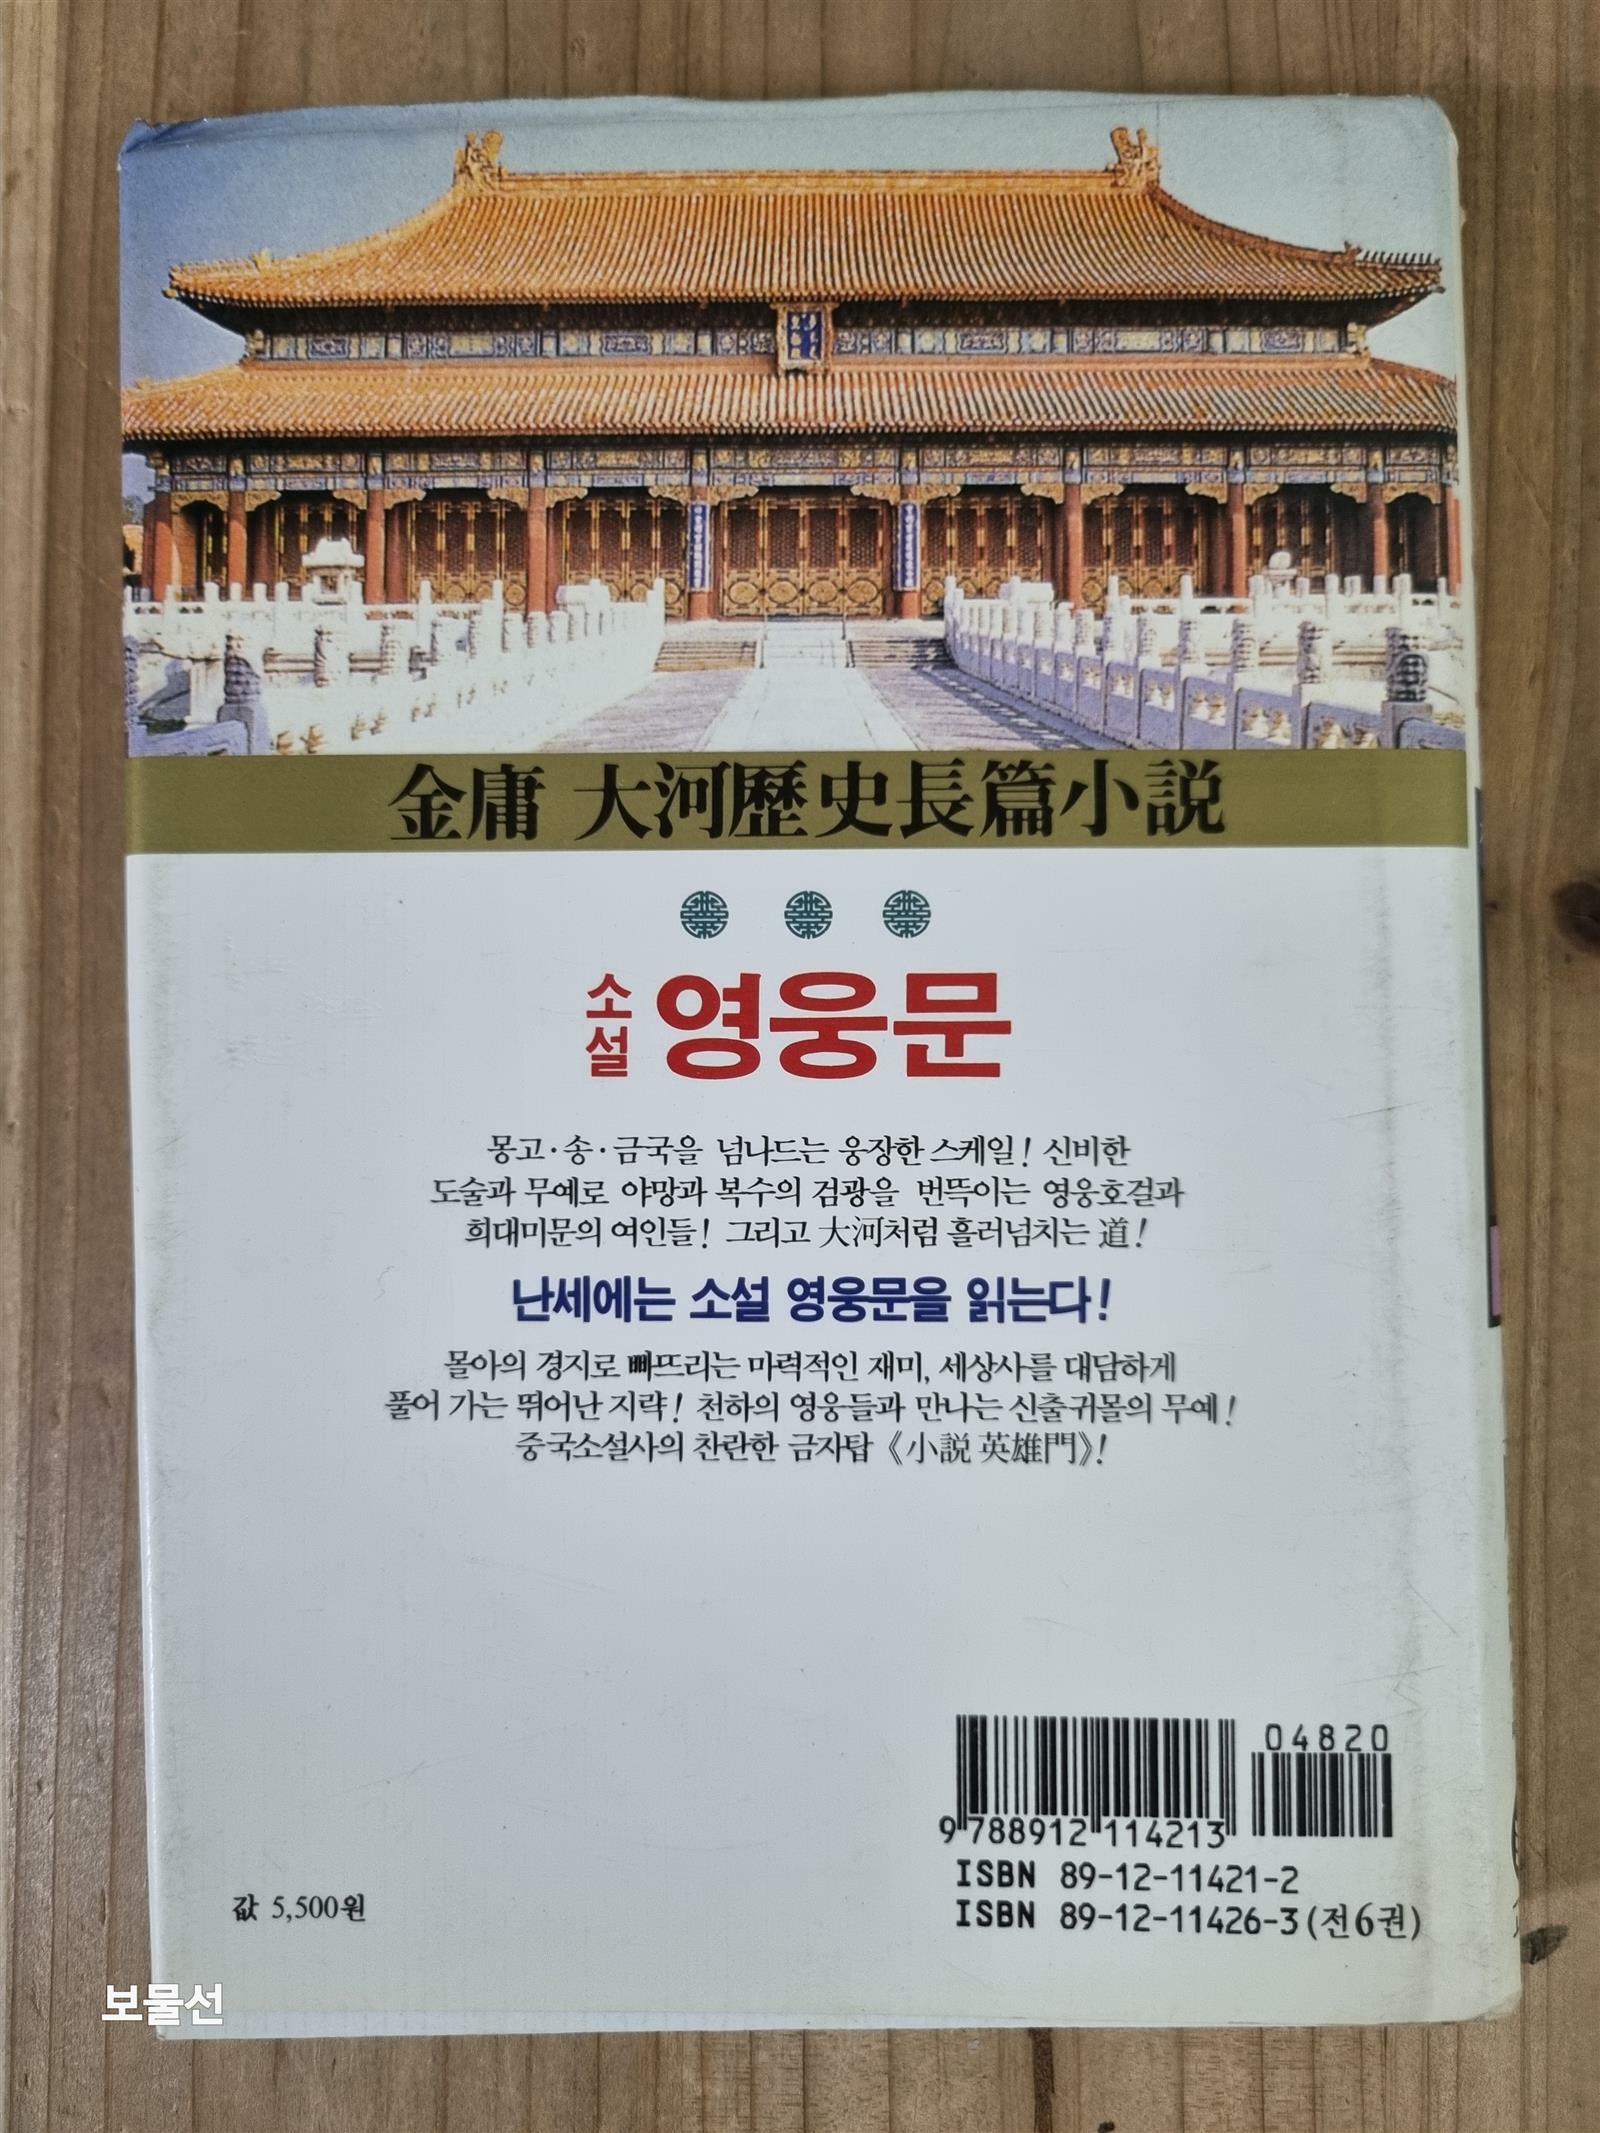 金庸 大河歷史長篇小説
소설 영웅문
몽고·송·금국을 넘나드는 웅장한 스케일! 신비한
도술과 무예로 야망과 복수의 검광을 번뜩이는 영웅호걸과
희대미문의 여인들! 그리고 大河처럼 흘러넘치는 道!
난세에는 소설 영웅문을 읽는다!
몰아의 경지로 빠뜨리는 마력적인 재미, 세상사를 대담하게
풀어 가는 뛰어난 지략! 천하의 영웅들과 만나는 신출귀몰의 무예!
중국소설사의 찬란한 금자탑 《小説 英雄門》!
04820
9 788912 114213
ISBN 89-12-11421-2
ISBN 89-12-11426-3(전6권)
값 5,500원
보물선